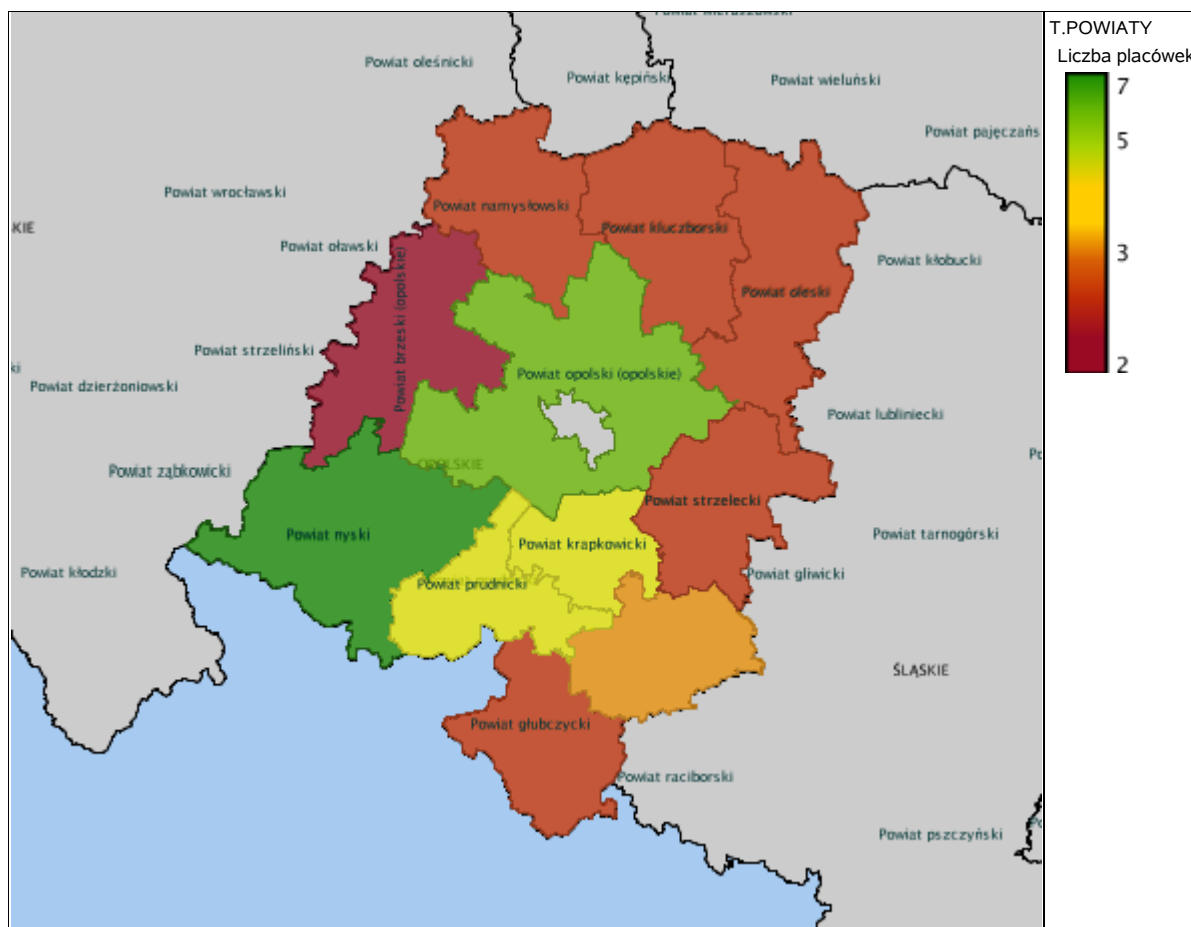 Powiat oleśnicki
Powiat kępiński
Powiat wieluński
Powiat pajęczańs
Powiat wrocławski
Powiat namysłowski
Powiat kluczborski
KIE
Powiat oławski
Powiat brzeski (opolskie)
Powiat kłobucki
Powiat oleski
Powiat strzeliński
Powiat dzierżoniowski
Powiat opolski (opolskie)
Powiat lubliniecki
Powiat ząbkowicki
OPOLSKIE
Powiat strzelecki
Powiat nyski
Powiat krapkowicki
Powiat tarnogórski
Powiat kłodzki
Powiat prudnicki
Powiat gliwicki
ŚLĄSKIE
Powiat głubczycki
Powiat raciborski
Powiat pszczyński
T.POWIATY
Liczba placówek
7
5
3
2